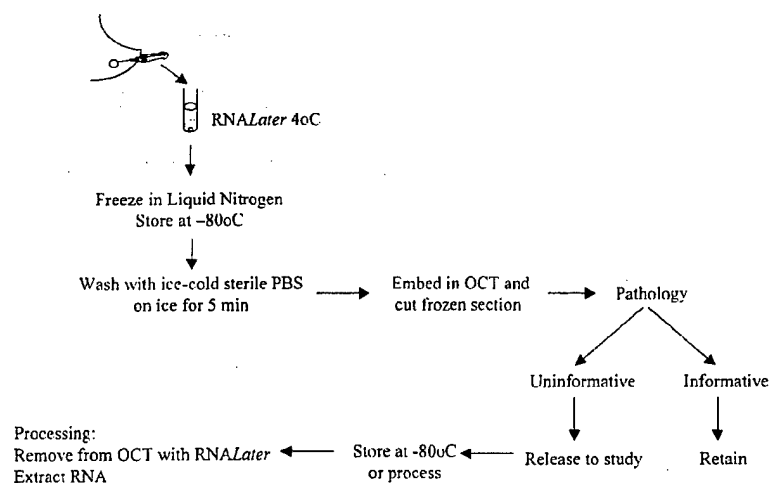 RNALater 4oC
Freeze in Liquid Nitrogen
Store at –80oC
Wash with ice-cold sterile PBS
on ice for 5 min
Embed in OCT and
cut frozen section
Pathology
Uninformative
Informative
Release to study
Retain
Store at -80oC
or process
Processing:
Remove from OCT with RNALater
Extract RNA